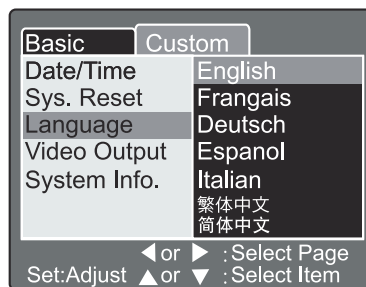 Basic Custom
Date/Time English
Sys. Reset Frangais
Language Deutsch
Video Output Espanol
System Info. Italian
繁体中文
简体中文
◀ or ▶ :Select Page
Set:Adjust ▲ or ▼ :Select Item